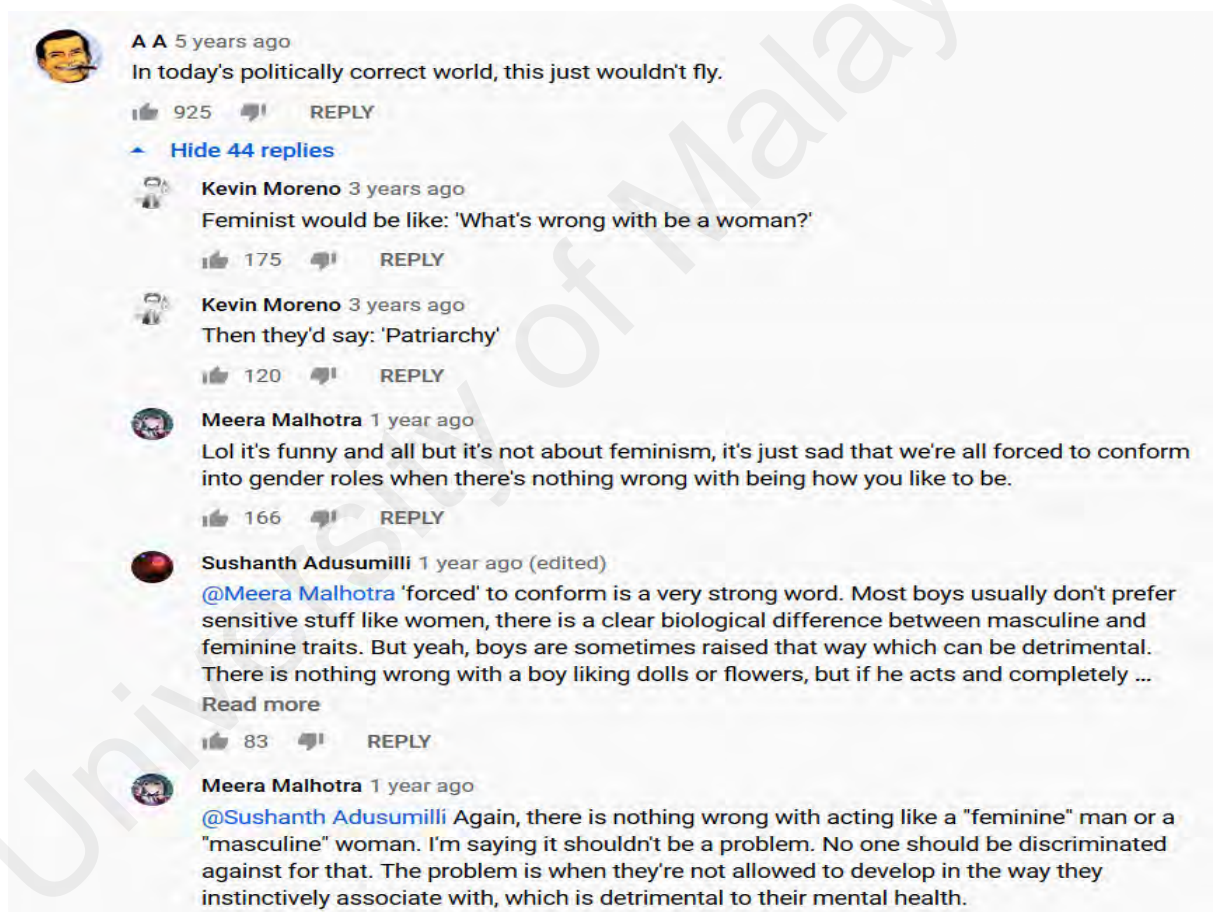 A A 5 years ago
In today's politically correct world, this just wouldn't fly.
925 REPLY
Hide 44 replies
Kevin Moreno 3 years ago
Feminist would be like: 'What's wrong with be a woman?'
175 REPLY
Kevin Moreno 3 years ago
Then they'd say: 'Patriarchy'
120 REPLY
Meera Malhotra 1 year ago
Lol it's funny and all but it's not about feminism, it's just sad that we're all forced to conform
into gender roles when there's nothing wrong with being how you like to be.
166 REPLY
Sushanth Adusumilli 1 year ago (edited)
@Meera Malhotra 'forced' to conform is a very strong word. Most boys usually don't prefer
sensitive stuff like women, there is a clear biological difference between masculine and
feminine traits. But yeah, boys are sometimes raised that way which can be detrimental.
There is nothing wrong with a boy liking dolls or flowers, but if he acts and completely ...
Read more
83 REPLY
Meera Malhotra 1 year ago
@Sushanth Adusumilli Again, there is nothing wrong with acting like a "feminine" man or a
"masculine" woman. I'm saying it shouldn't be a problem. No one should be discriminated
against for that. The problem is when they're not allowed to develop in the way they
instinctively associate with, which is detrimental to their mental health.
University of Malay